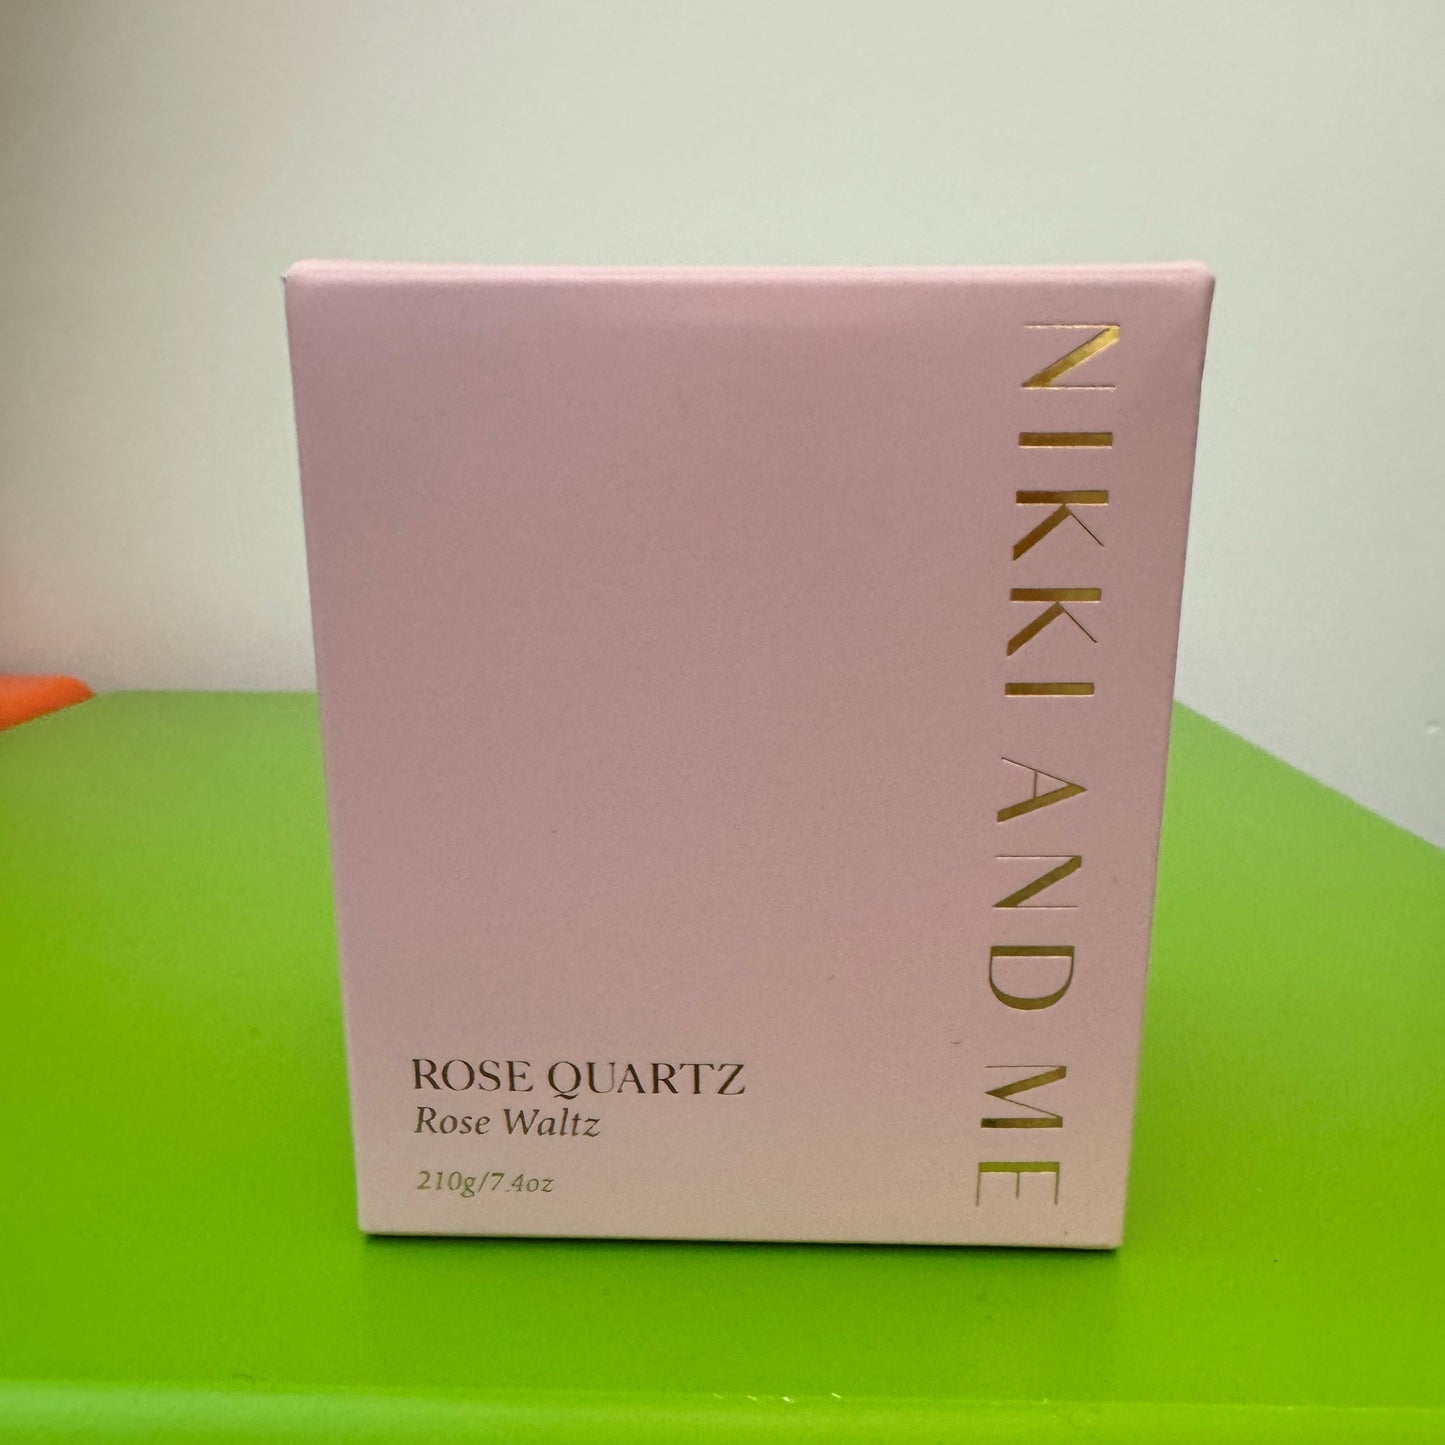 NIKKI AND ME
ROSE QUARTZ
Rose Waltz
210g/7.4oz